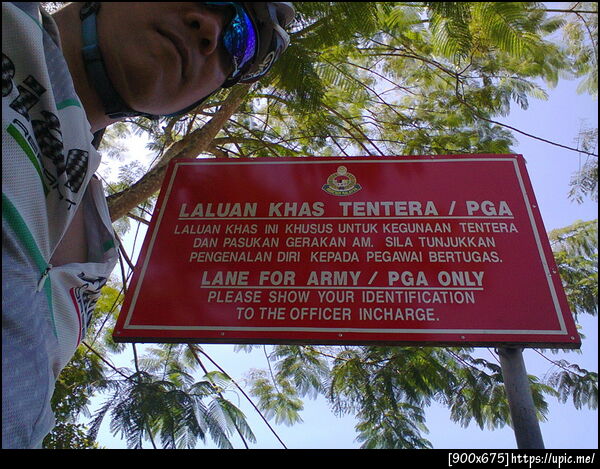 LALUAN KHAS TENTERA / PGA
LALUAN KHAS INI KHUSUS UNTUK KEGUNAAN TENTERA
DAN PASUKAN GERAKAN AM. SILA TUNJUKKAN
PENGENALAN DIRI KEPADA PEGAWAI BERTUGAS.
LANE FOR ARMY / PGA ONLY
PLEASE SHOW YOUR IDENTIFICATION
TO THE OFFICER INCHARGE.
[900x675]https://upic.me/